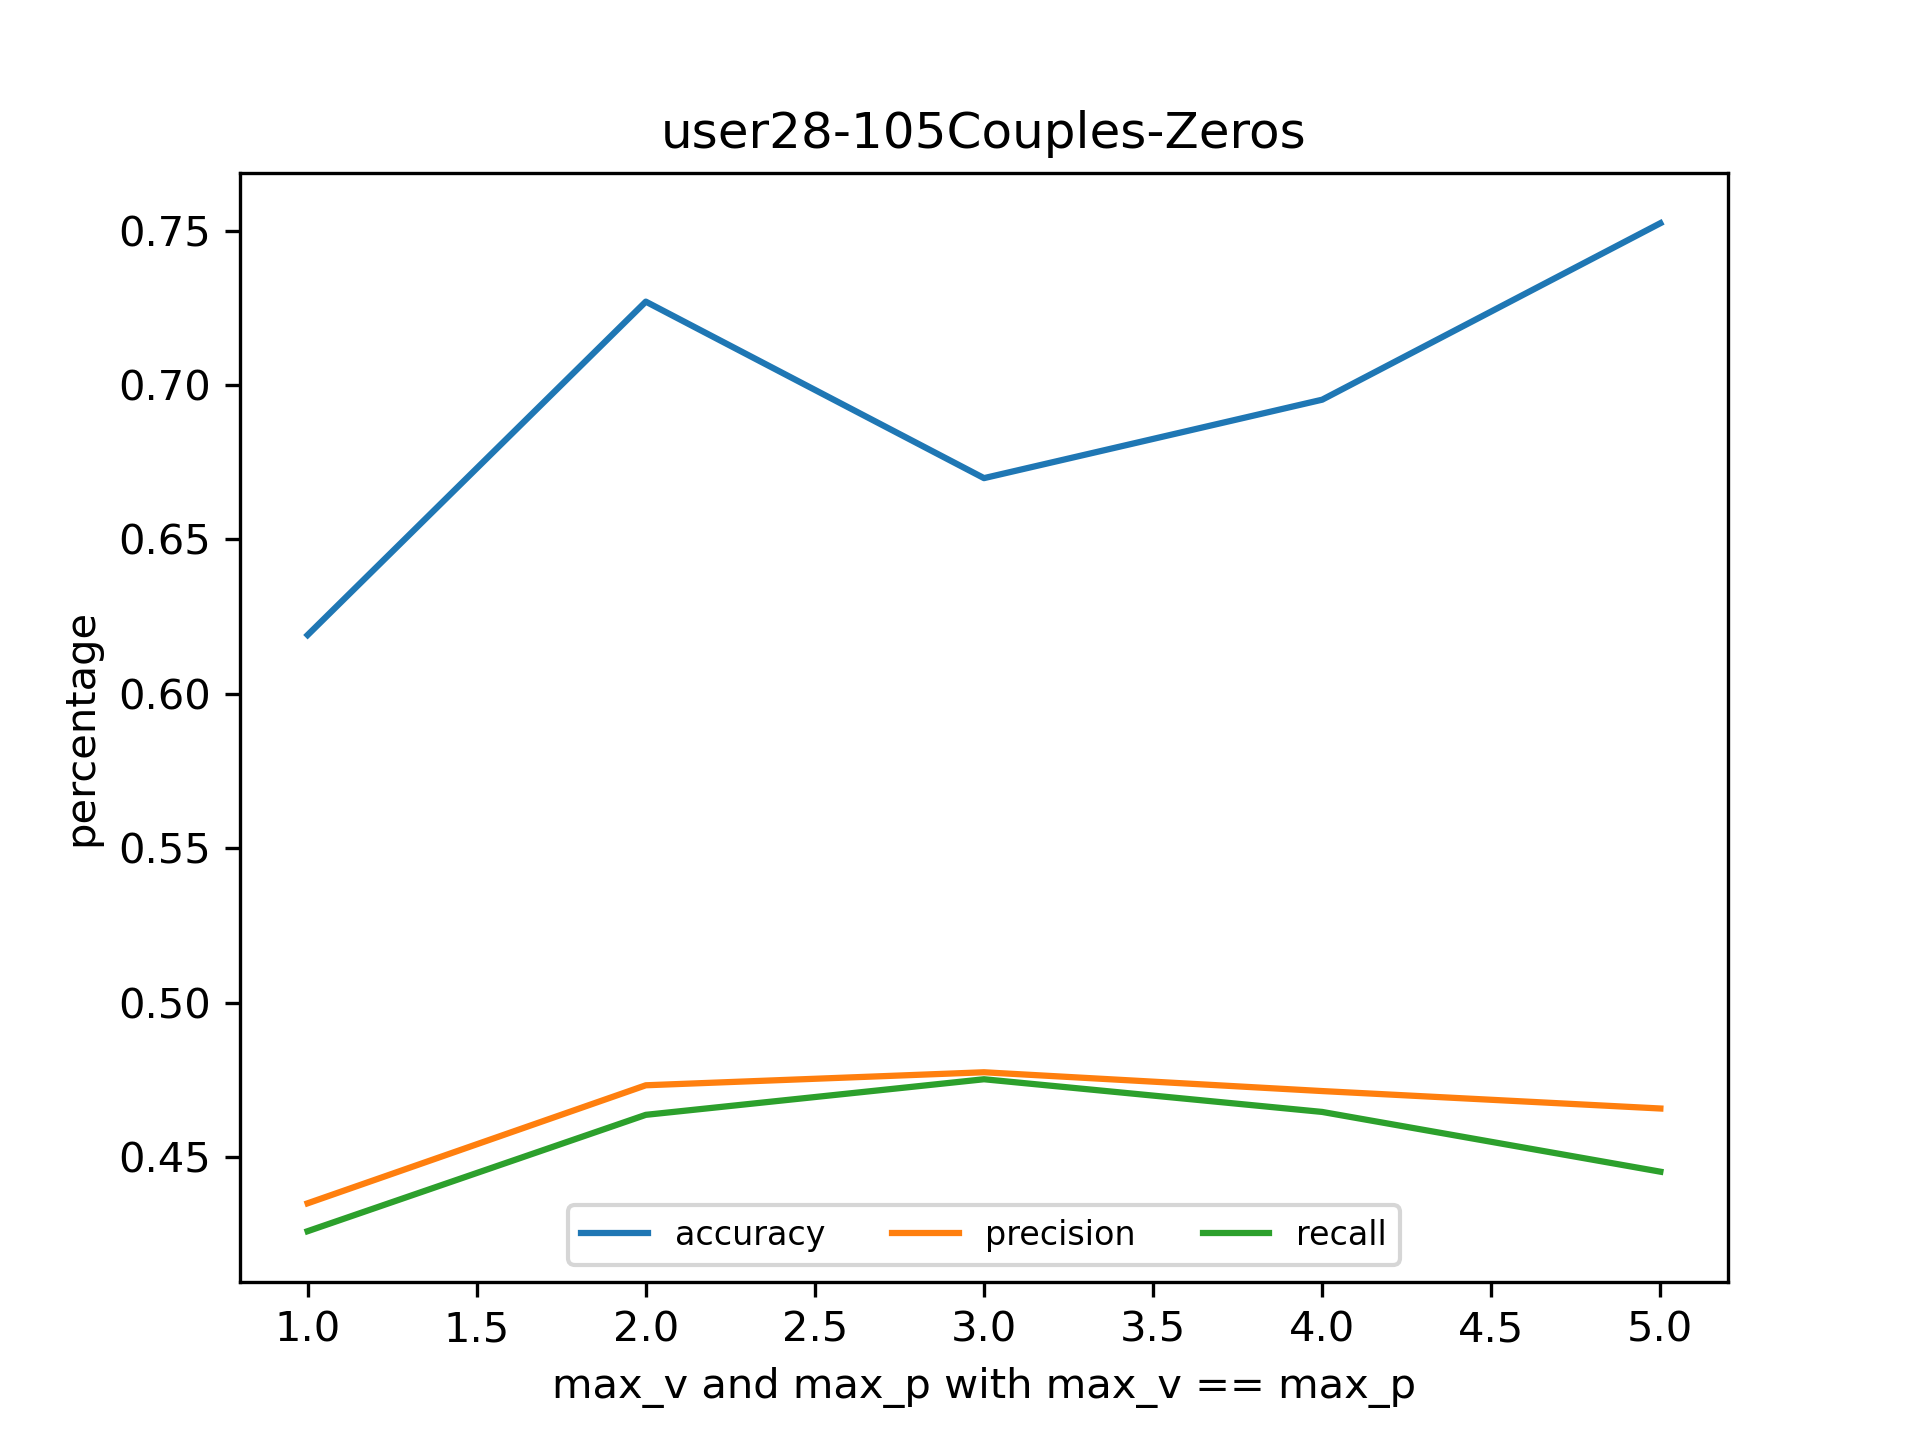 user28-105Couples-Zeros
0.75
0.70
0.65
0.60
0.55
0.50
0.45
percentage
accuracy precision recall
1.0 1.5 2.0 2.5 3.0 3.5 4.0 4.5 5.0
max_v and max_p with max_v == max_p